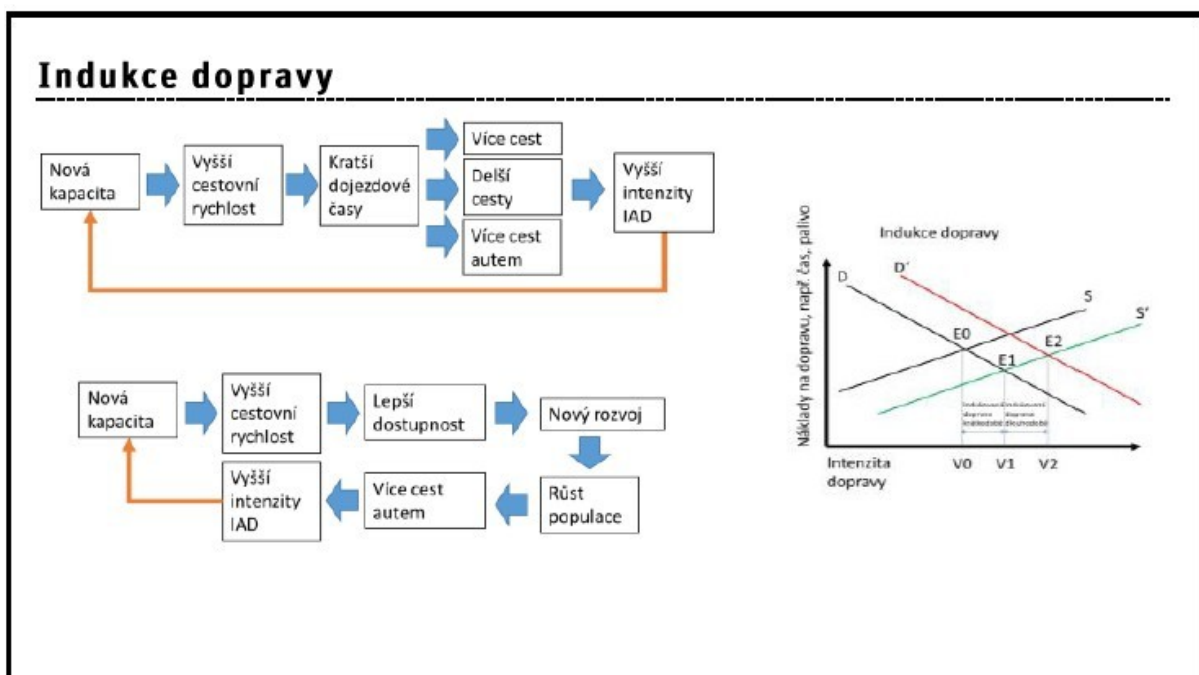 Indukce dopravy
Nová
kapacita
Vyšší
cestovní
rychlost
Kratší
dojezdové
časy
Více cest
Delší
cesty
Více cest
autem
Vyšší
intenzity
IAD
Nová
kapacita
Vyšší
cestovní
rychlost
Lepší
dostupnost
Nový rozvoj
Růst
populace
Více cest
autem
Vyšší
intenzity
IAD
Indukce dopravy
Náklady na dopravu, např. čas, palivo
D
D´
S
S´
E0
E1
E2
Intenzita
dopravy
V0
V1
V2